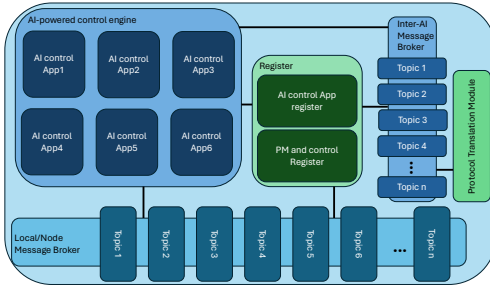 AI-powered control engine
AI control
App1
AI control
App2
AI control
App3
AI control
App4
AI control
App5
AI control
App6
Register
AI control App
register
PM and control
Register
Inter-AI
Message
Broker
Topic 1
Topic 2
Topic 3
Topic 4
Topic n
Protocol Translation Module
Local/Node
Message Broker
Topic 1
Topic 2
Topic 3
Topic 4
Topic 5
Topic 6
...
Topic n